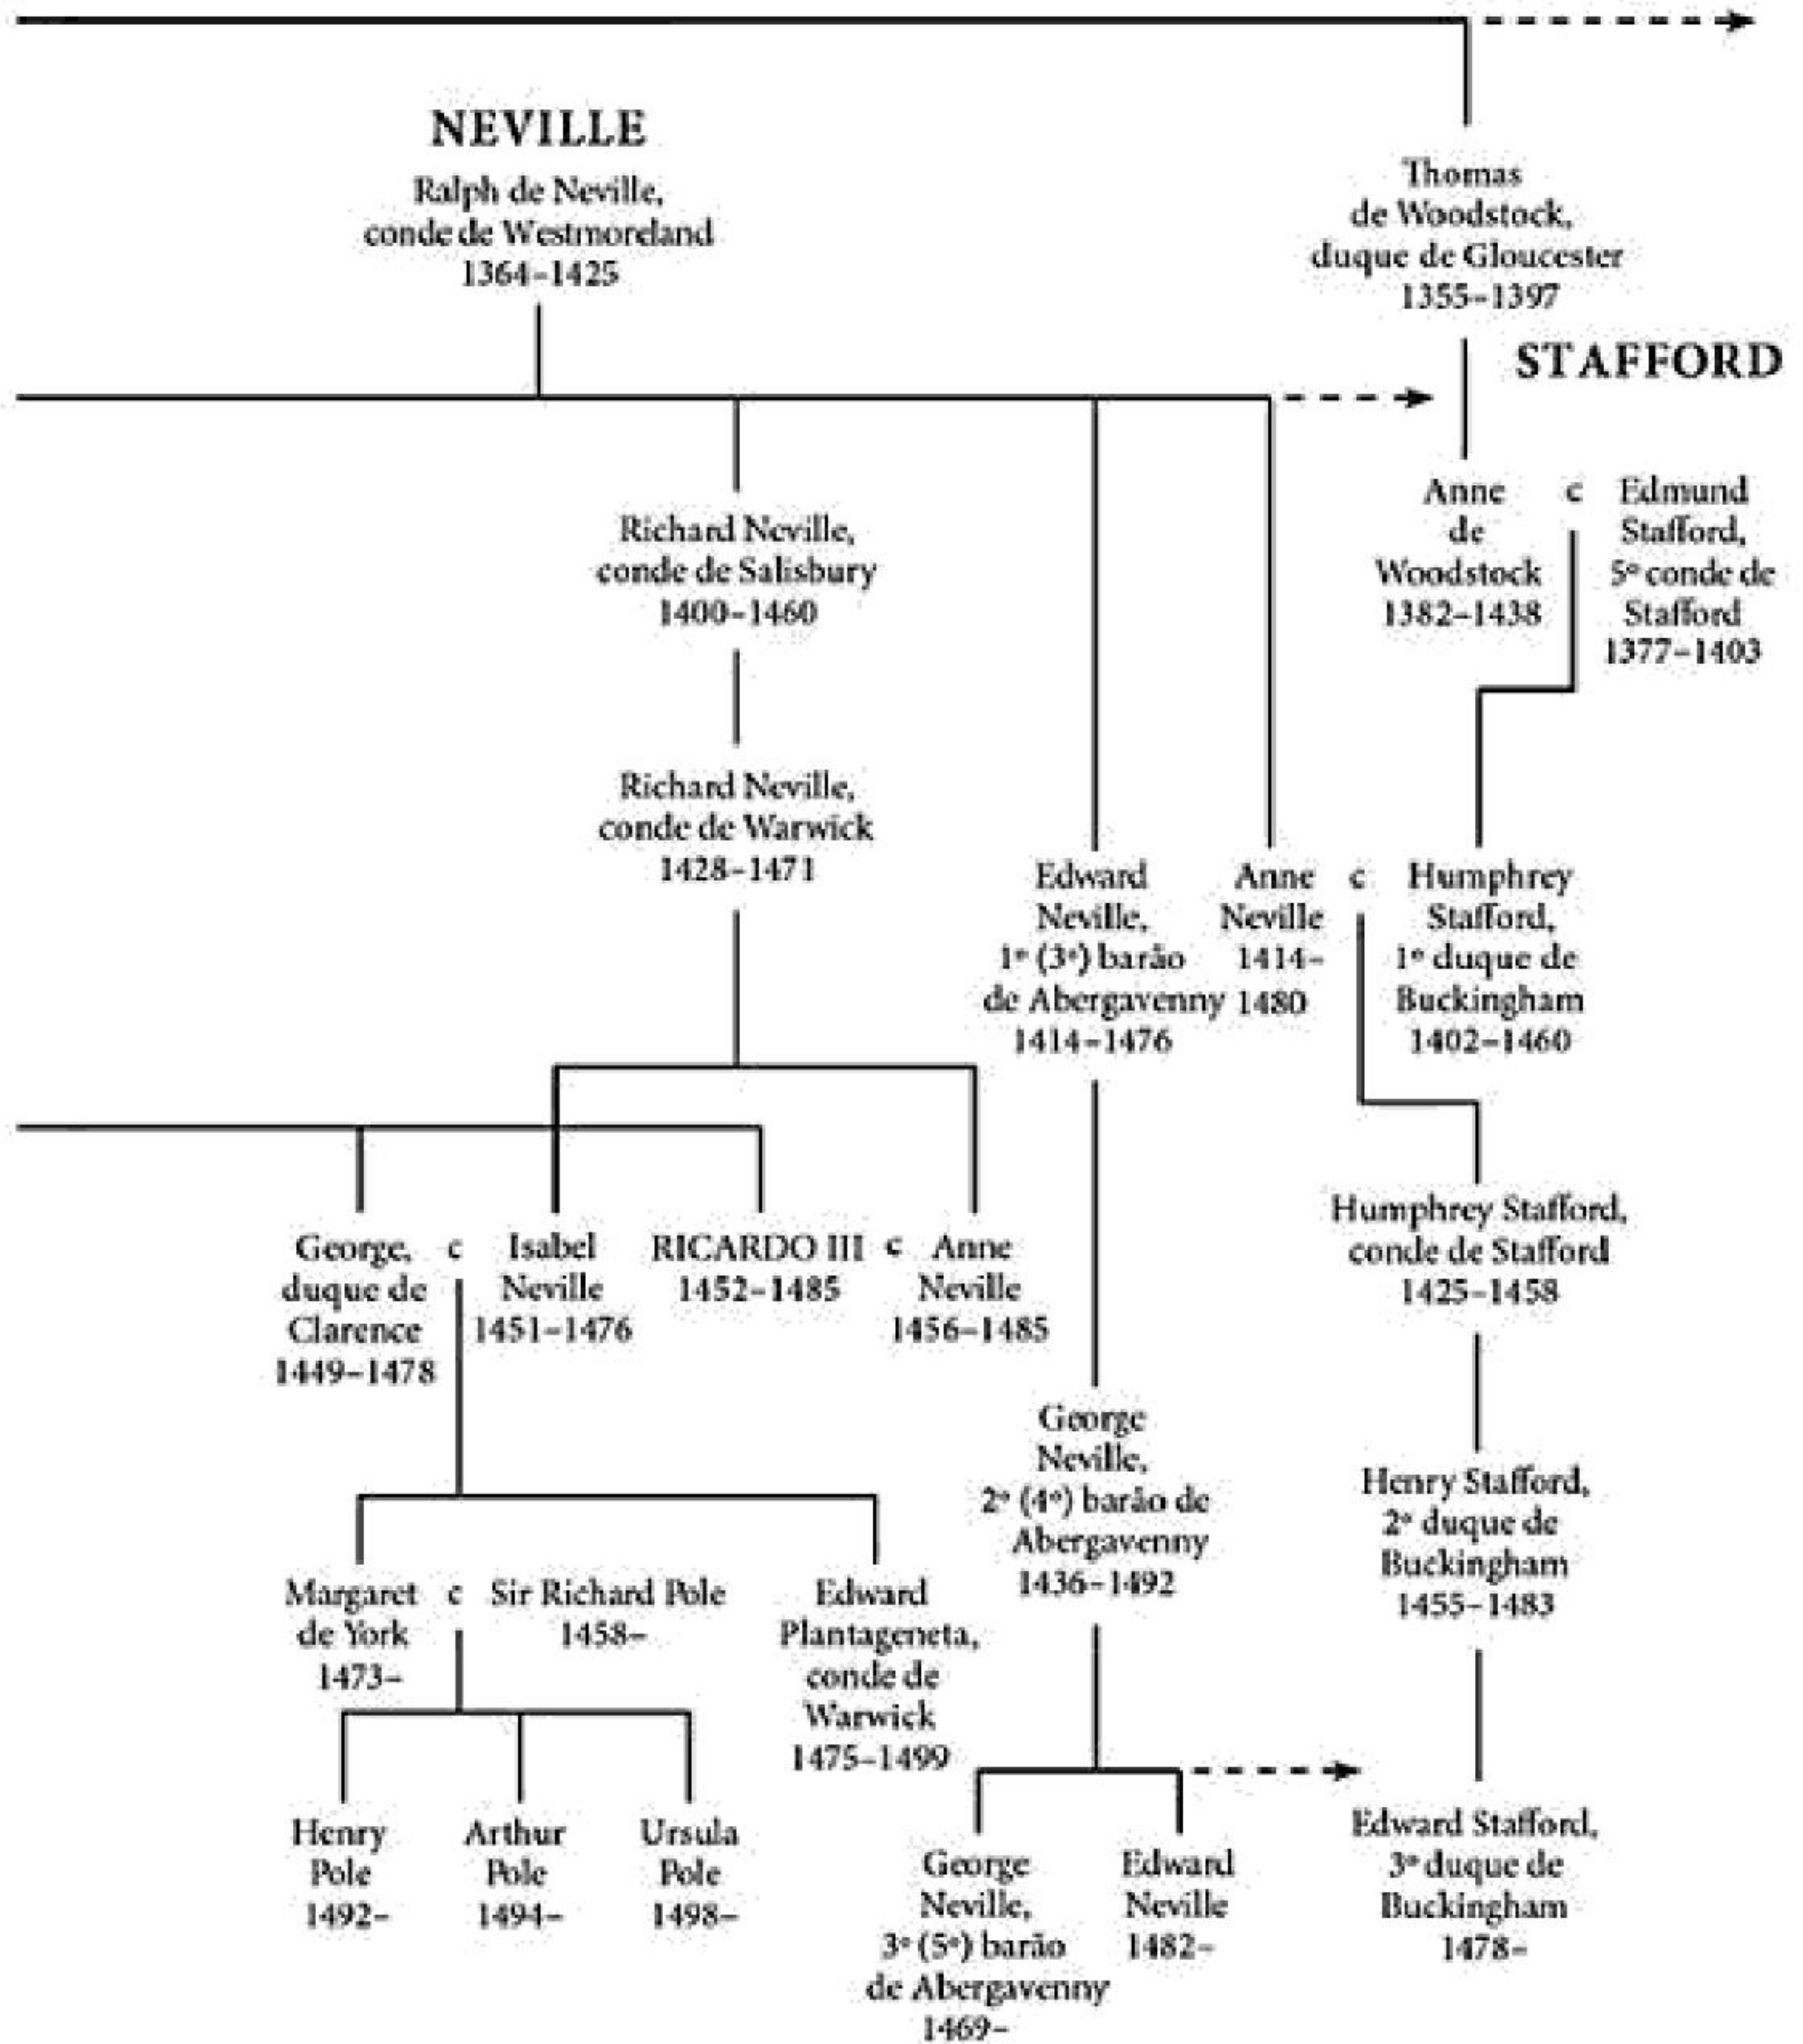 NEVILLE
Ralph de Neville,
conde de Westmoreland
1364–1425
Thomas
de Woodstock,
duque de Gloucester
1355–1397
STAFFORD
Anne
de
Woodstock
1382–1438
c
Edmund
Stafford,
5º conde de
Stafford
1377–1403
Richard Neville,
conde de Salisbury
1400–1460
Richard Neville,
conde de Warwick
1428–1471
Edward
Neville,
1º (3º) barão
de Abergavenny
1414–1476
Anne
Neville
1414–
1480
c
Humphrey
Stafford,
1º duque de
Buckingham
1402–1460
Humphrey Stafford,
conde de Stafford
1425–1458
George,
duque de
Clarence
1449–1478
c
Isabel
Neville
1451–1476
RICARDO III
1452–1485
c
Anne
Neville
1456–1485
George
Neville,
2º (4º) barão de
Abergavenny
1436–1492
Henry Stafford,
2º duque de
Buckingham
1455–1483
Margaret
de York
1473–
c
Sir Richard Pole
1458–
Edward
Plantageneta,
conde de
Warwick
1475–1499
Henry
Pole
1492–
Arthur
Pole
1494–
Ursula
Pole
1498–
George
Neville,
3º (5º) barão
de Abergavenny
1469–
Edward
Neville
1482–
Edward Stafford,
3º duque de
Buckingham
1478–